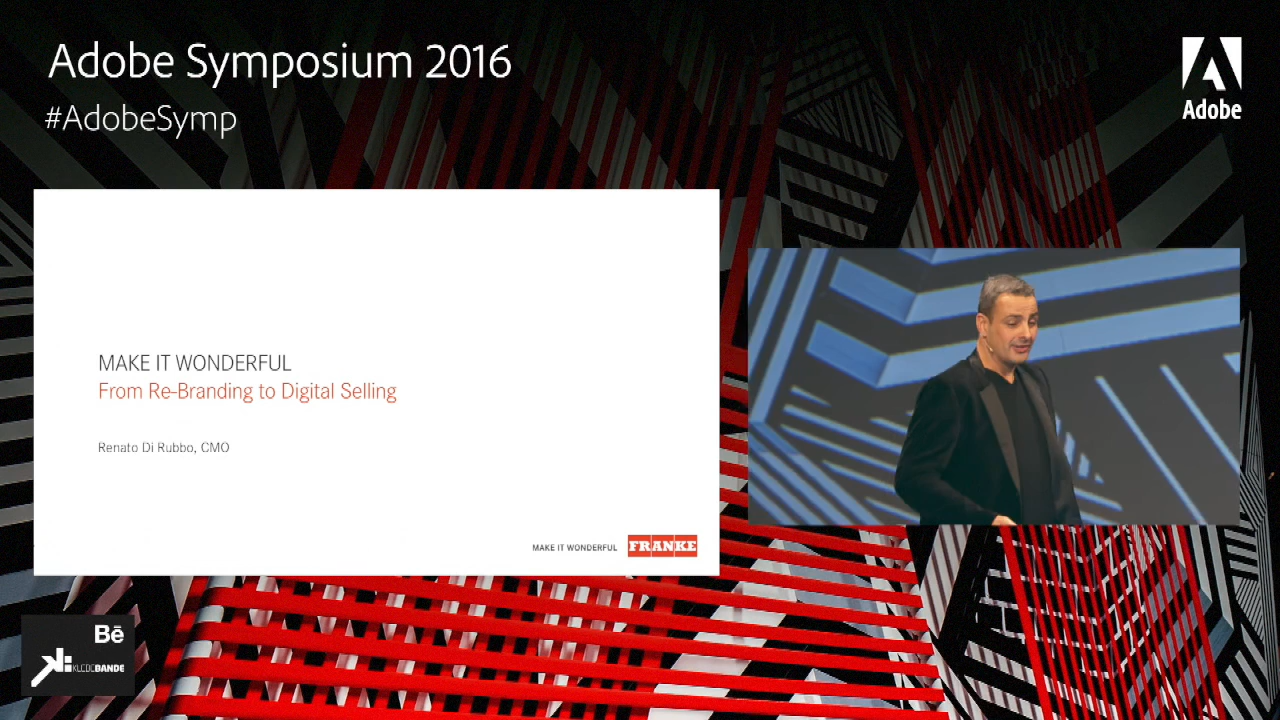 Adobe Symposium 2016
#AdobeSymp
Adobe
MAKE IT WONDERFUL
From Re-Branding to Digital Selling
Renato Di Rubbo, CMO
MAKE IT WONDERFUL
FRANKE
Bē